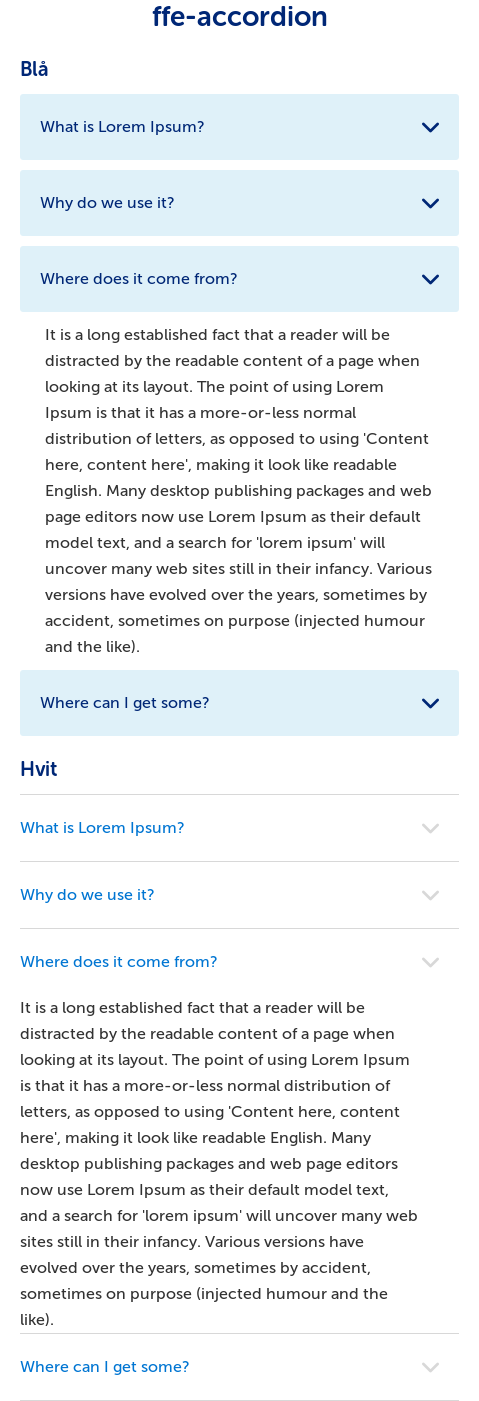 ffe-accordion
Blå
What is Lorem Ipsum?
Why do we use it?
Where does it come from?
It is a long established fact that a reader will be
distracted by the readable content of a page when
looking at its layout. The point of using Lorem
Ipsum is that it has a more-or-less normal
distribution of letters, as opposed to using 'Content
here, content here', making it look like readable
English. Many desktop publishing packages and web
page editors now use Lorem Ipsum as their default
model text, and a search for 'lorem ipsum' will
uncover many web sites still in their infancy. Various
versions have evolved over the years, sometimes by
accident, sometimes on purpose (injected humour
and the like).
Where can I get some?
Hvit
What is Lorem Ipsum?
Why do we use it?
Where does it come from?
It is a long established fact that a reader will be
distracted by the readable content of a page when
looking at its layout. The point of using Lorem Ipsum
is that it has a more-or-less normal distribution of
letters, as opposed to using 'Content here, content
here', making it look like readable English. Many
desktop publishing packages and web page editors
now use Lorem Ipsum as their default model text,
and a search for 'lorem ipsum' will uncover many web
sites still in their infancy. Various versions have
evolved over the years, sometimes by accident,
sometimes on purpose (injected humour and the
like).
Where can I get some?